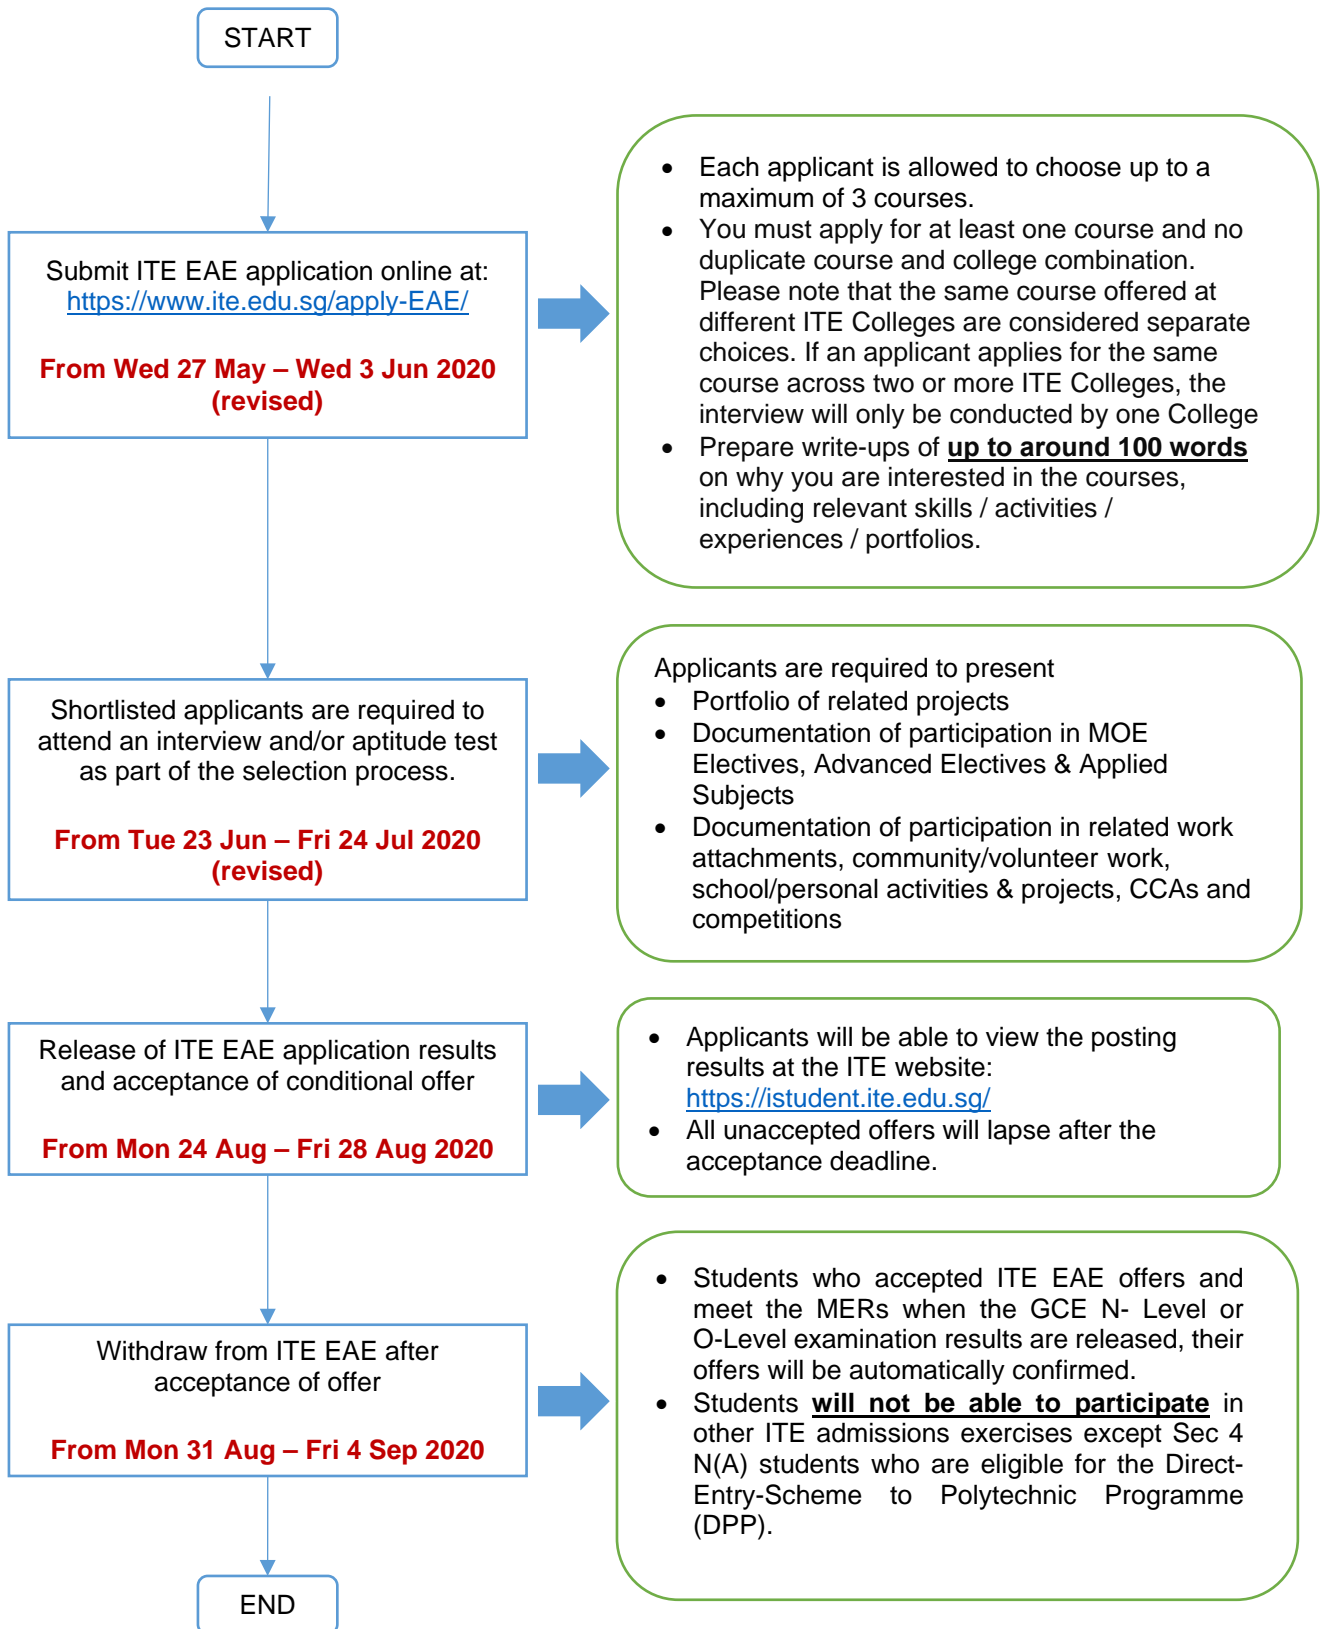 START
Submit ITE EAE application online at:
https://www.ite.edu.sg/apply-EAE/
From Wed 27 May – Wed 3 Jun 2020
(revised)
• Each applicant is allowed to choose up to a
maximum of 3 courses.
• You must apply for at least one course and no
duplicate course and college combination.
Please note that the same course offered at
different ITE Colleges are considered separate
choices. If an applicant applies for the same
course across two or more ITE Colleges, the
interview will only be conducted by one College
• Prepare write-ups of up to around 100 words
on why you are interested in the courses,
including relevant skills / activities /
experiences / portfolios.
Shortlisted applicants are required to
attend an interview and/or aptitude test
as part of the selection process.
From Tue 23 Jun – Fri 24 Jul 2020
(revised)
Applicants are required to present
• Portfolio of related projects
• Documentation of participation in MOE
Electives, Advanced Electives & Applied
Subjects
• Documentation of participation in related work
attachments, community/volunteer work,
school/personal activities & projects, CCAs and
competitions
Release of ITE EAE application results
and acceptance of conditional offer
From Mon 24 Aug – Fri 28 Aug 2020
• Applicants will be able to view the posting
results at the ITE website:
https://istudent.ite.edu.sg/
• All unaccepted offers will lapse after the
acceptance deadline.
Withdraw from ITE EAE after
acceptance of offer
From Mon 31 Aug – Fri 4 Sep 2020
• Students who accepted ITE EAE offers and
meet the MERs when the GCE N- Level or
O-Level examination results are released, their
offers will be automatically confirmed.
• Students will not be able to participate in
other ITE admissions exercises except Sec 4
N(A) students who are eligible for the Direct-
Entry-Scheme to Polytechnic Programme
(DPP).
END